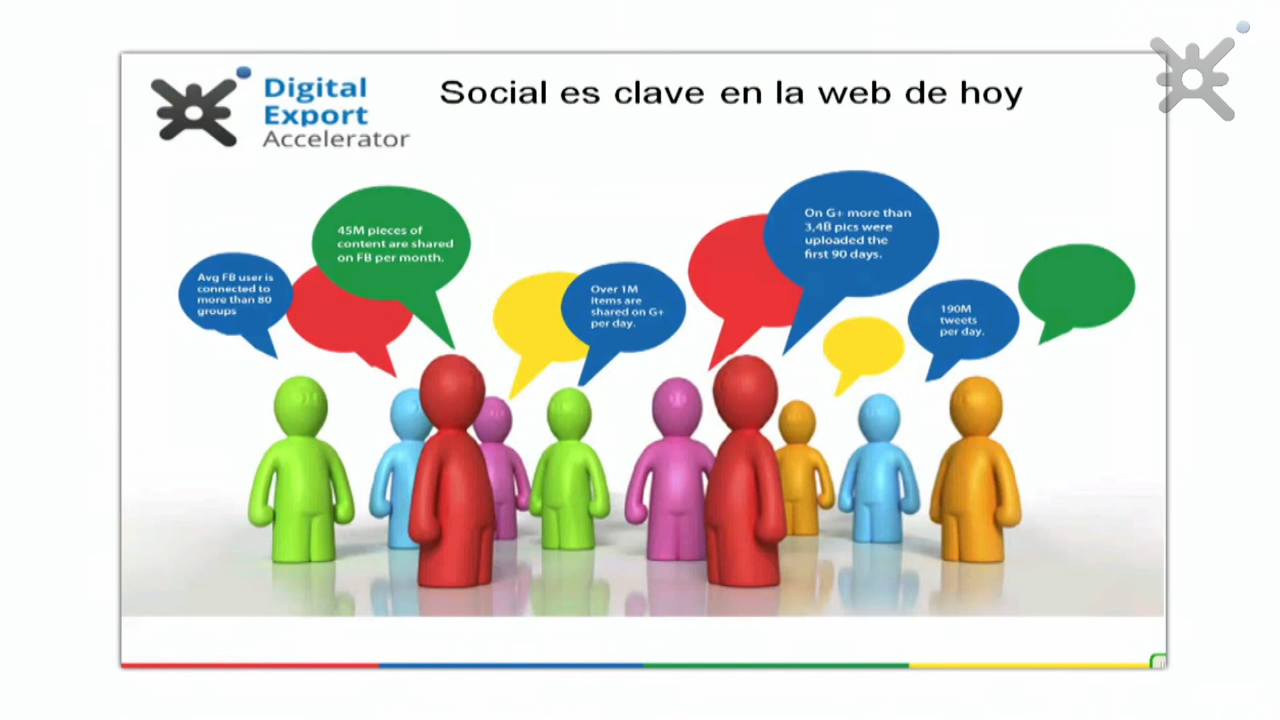 Digital
Export
Accelerator
Social es clave en la web de hoy
Avg FB user is
connected to
more than 80
groups
45M pieces of
content are shared
on FB per month.
Over 1M
items are
shared on G+
per day.
On G+ more than
3,4B pics were
uploaded the
first 90 days.
190M
tweets
per day.